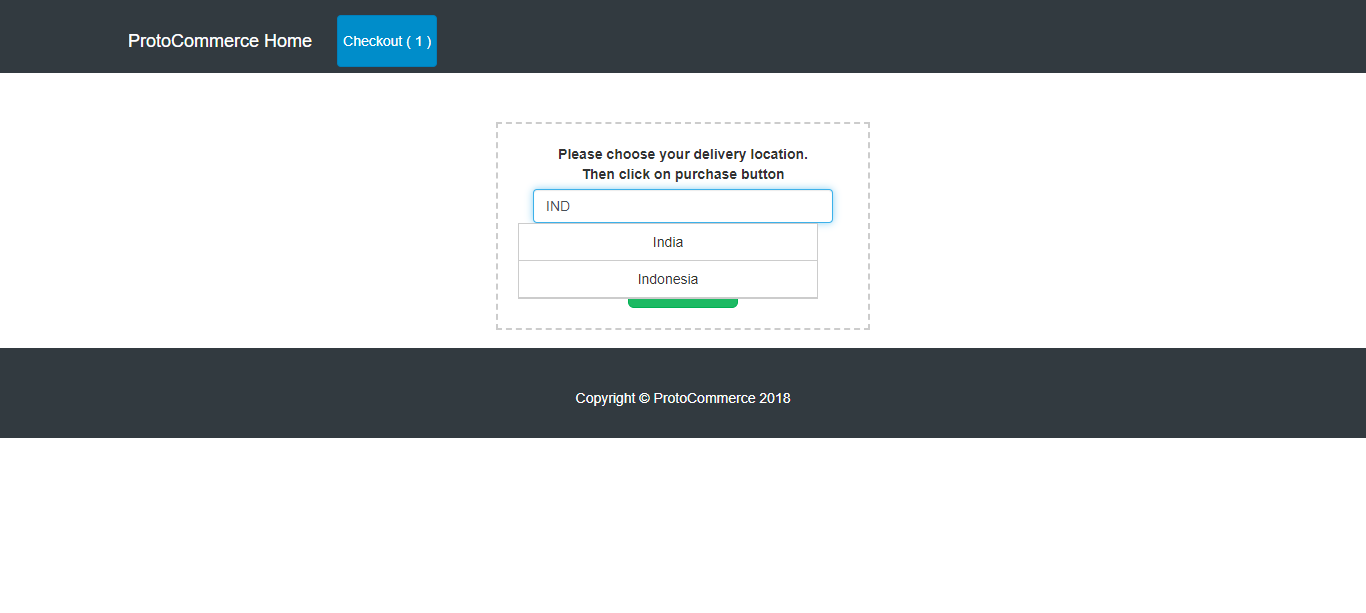 ProtoCommerce Home
Checkout ( 1 )
Please choose your delivery location.
Then click on purchase button
IND
India
Indonesia
Copyright © ProtoCommerce 2018